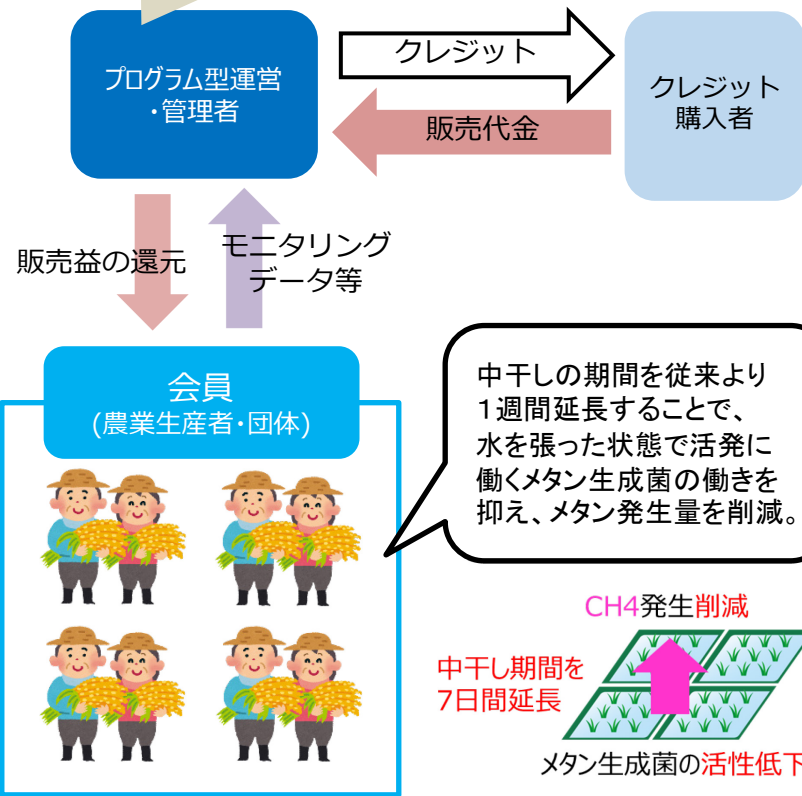 プログラム型運営
・管理者
クレジット
販売代金
クレジット
購入者
販売益の還元
モニタリング
データ等
会員
(農業生産者・団体)
中干しの期間を従来より
1週間延長することで、
水を張った状態で活発に
働くメタン生成菌の働きを
抑え、メタン発生量を削減。
CH4発生削減
中干し期間を
7日間延長
メタン生成菌の活性低下